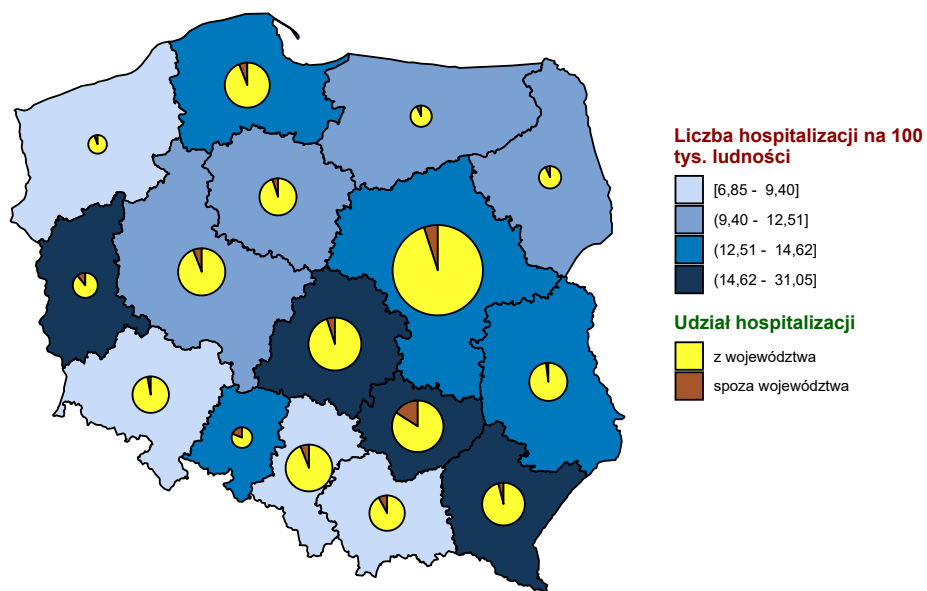 Liczba hospitalizacji na 100
tys. ludności
[6,85 - 9,40]
(9,40 - 12,51]
(12,51 - 14,62]
(14,62 - 31,05]
Udział hospitalizacji
z województwa
spoza województwa